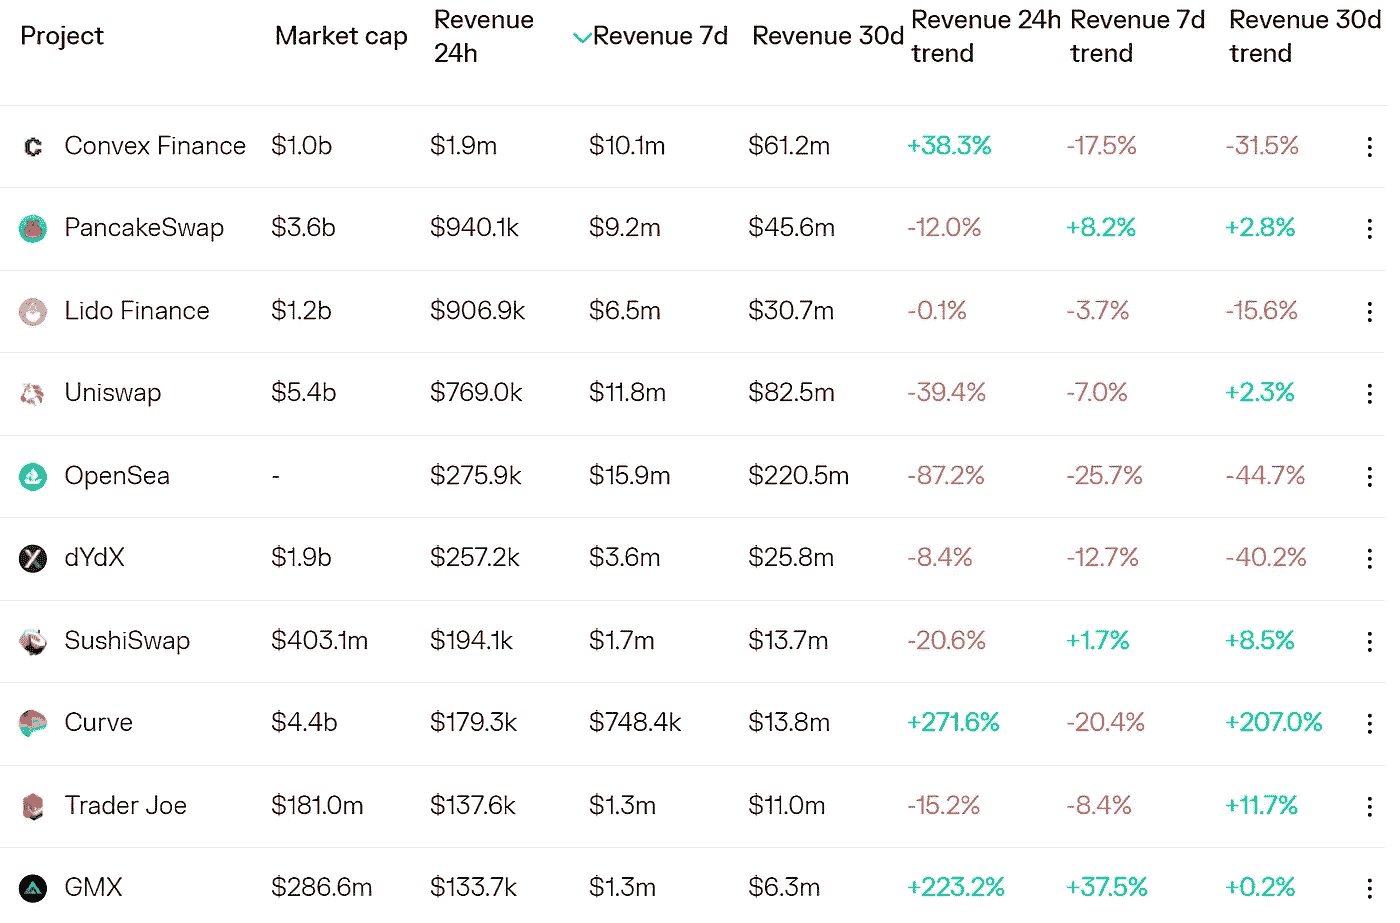 Project Market cap Revenue 24h Revenue 7d Revenue 30d Revenue 24h trend Revenue 7d trend Revenue 30d trend
Convex Finance $1.0b $1.9m $10.1m $61.2m +38.3% -17.5% -31.5%
PancakeSwap $3.6b $940.1k $9.2m $45.6m -12.0% +8.2% +2.8%
Lido Finance $1.2b $906.9k $6.5m $30.7m -0.1% -3.7% -15.6%
Uniswap $5.4b $769.0k $11.8m $82.5m -39.4% -7.0% +2.3%
OpenSea - $275.9k $15.9m $220.5m -87.2% -25.7% -44.7%
dYdX $1.9b $257.2k $3.6m $25.8m -8.4% -12.7% -40.2%
SushiSwap $403.1m $194.1k $1.7m $13.7m -20.6% +1.7% +8.5%
Curve $4.4b $179.3k $748.4k $13.8m +271.6% -20.4% +207.0%
Trader Joe $181.0m $137.6k $1.3m $11.0m -15.2% -8.4% +11.7%
GMX $286.6m $133.7k $1.3m $6.3m +223.2% +37.5% +0.2%